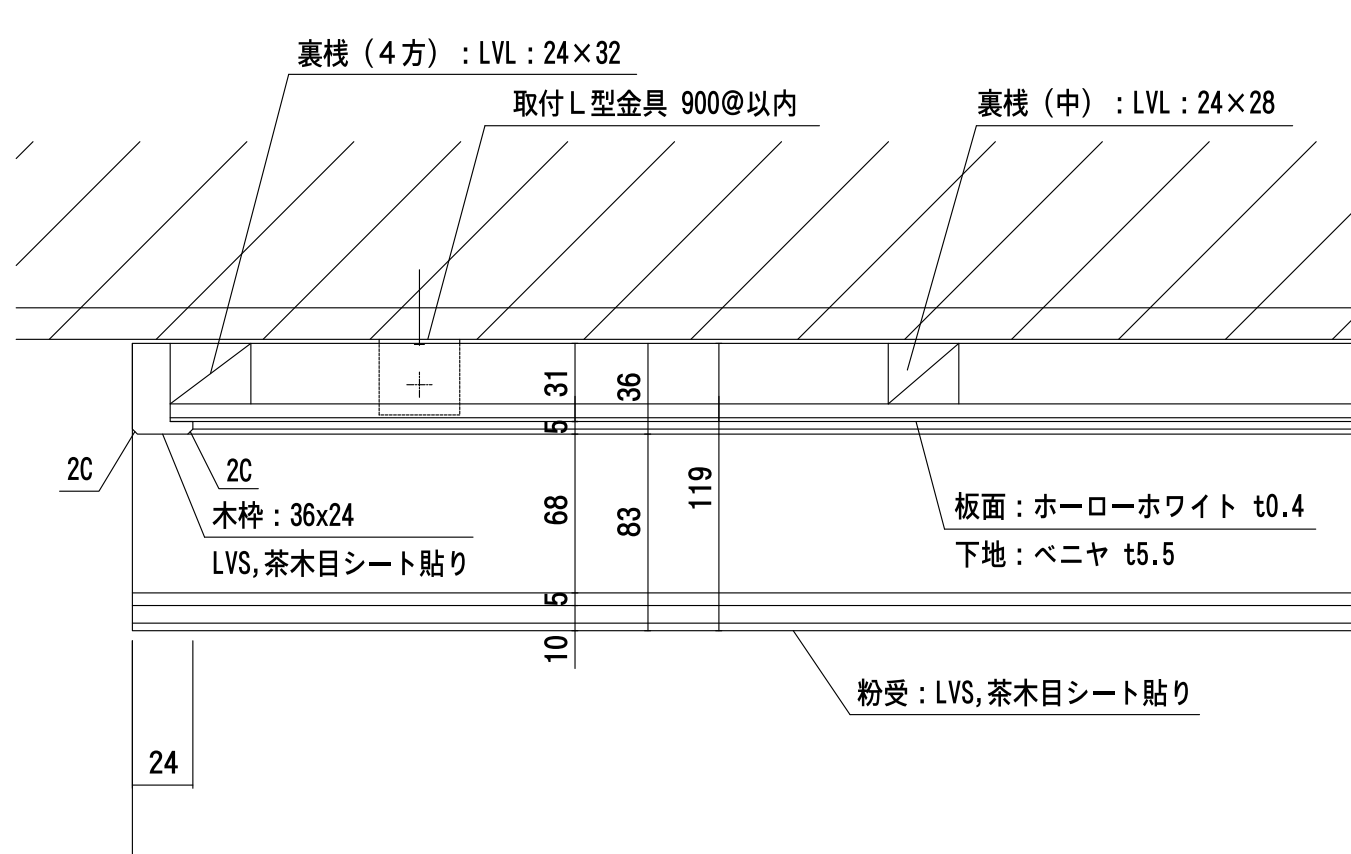 裏桟（４方）：LVL：24×32
取付Ｌ型金具 900@以内
裏桟（中）：LVL：24×28
31
36
5
2C
2C
119
木枠：36x24
LVS,茶木目シート貼り
68
83
板面：ホーローホワイト t0.4
下地：ベニヤ t5.5
5
10
粉受：LVS,茶木目シート貼り
24